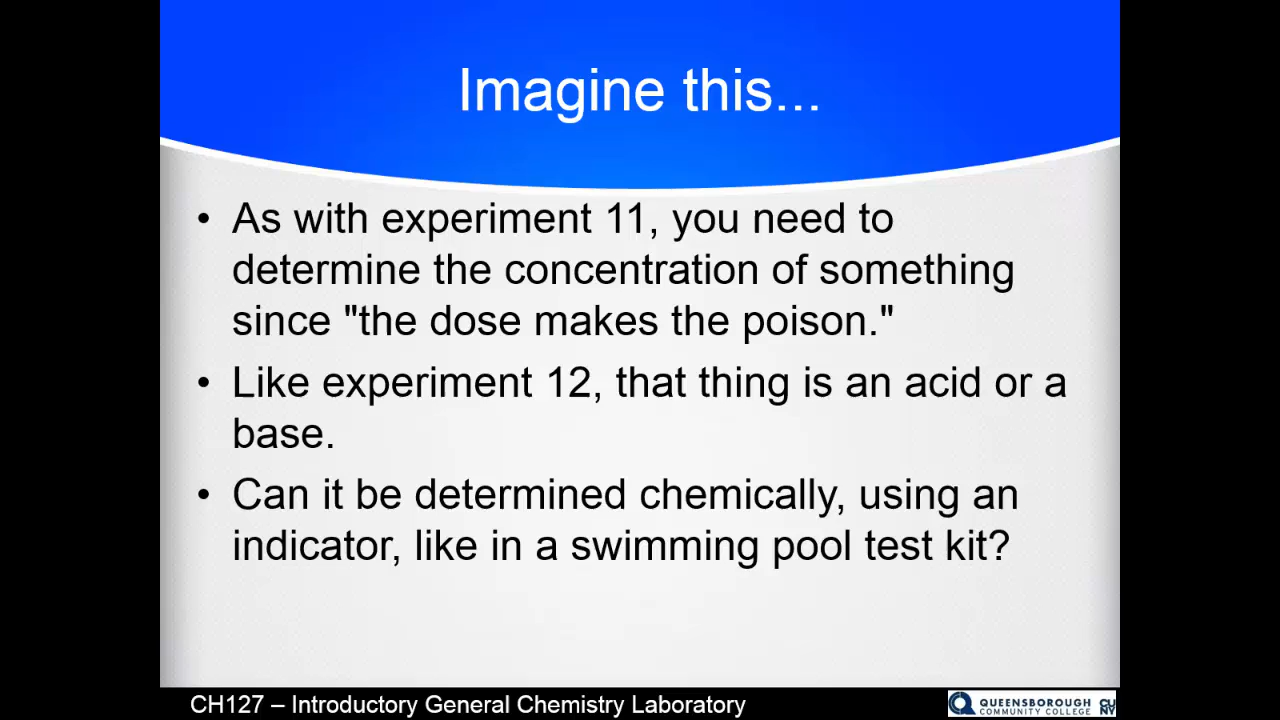 Imagine this...
• As with experiment 11, you need to
determine the concentration of something
since "the dose makes the poison."
• Like experiment 12, that thing is an acid or a
base.
• Can it be determined chemically, using an
indicator, like in a swimming pool test kit?
CH127 – Introductory General Chemistry Laboratory
QUEENSBOROUGH
COMMUNITY COLLEGE
CU
NY